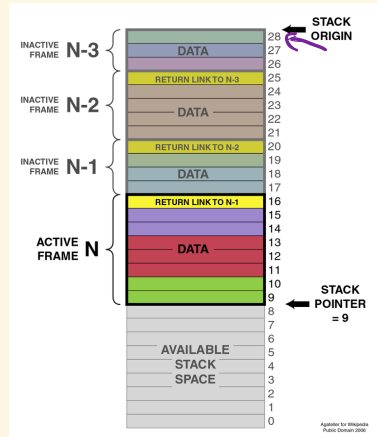 STACK
ORIGIN
28
INACTIVE
FRAME N-3
DATA
27
26
RETURN LINK TO N-3
25
24
INACTIVE
FRAME N-2
DATA
23
22
21
RETURN LINK TO N-2
20
19
INACTIVE
FRAME N-1
DATA
18
17
RETURN LINK TO N-1
16
15
14
ACTIVE
FRAME N
DATA
13
12
11
10
9
STACK
POINTER
= 9
8
7
6
AVAILABLE
STACK
SPACE
5
4
3
2
1
0
Agateller for Wikipedia
Public Domain 2006